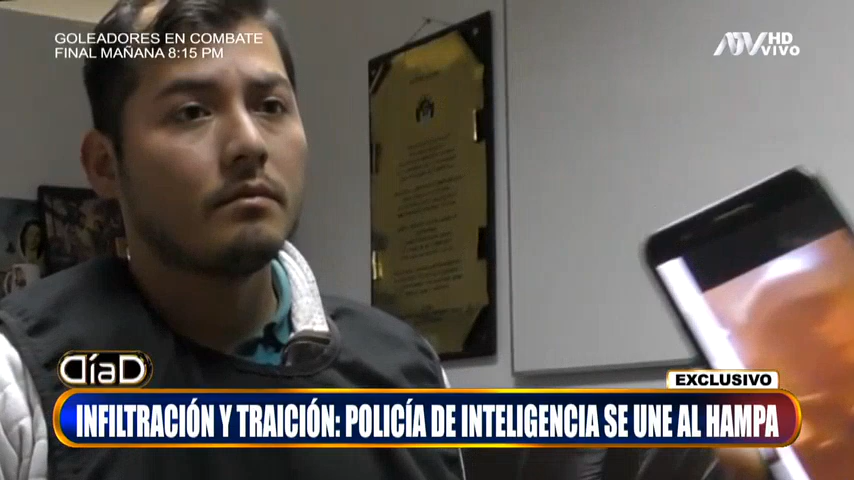 GOLEADORES EN COMBATE
FINAL MAÑANA 8:15 PM
ATV HD
VIVO
DíaD
EXCLUSIVO
INFILTRACIÓN Y TRAICIÓN: POLICÍA DE INTELIGENCIA SE UNE AL HAMPA